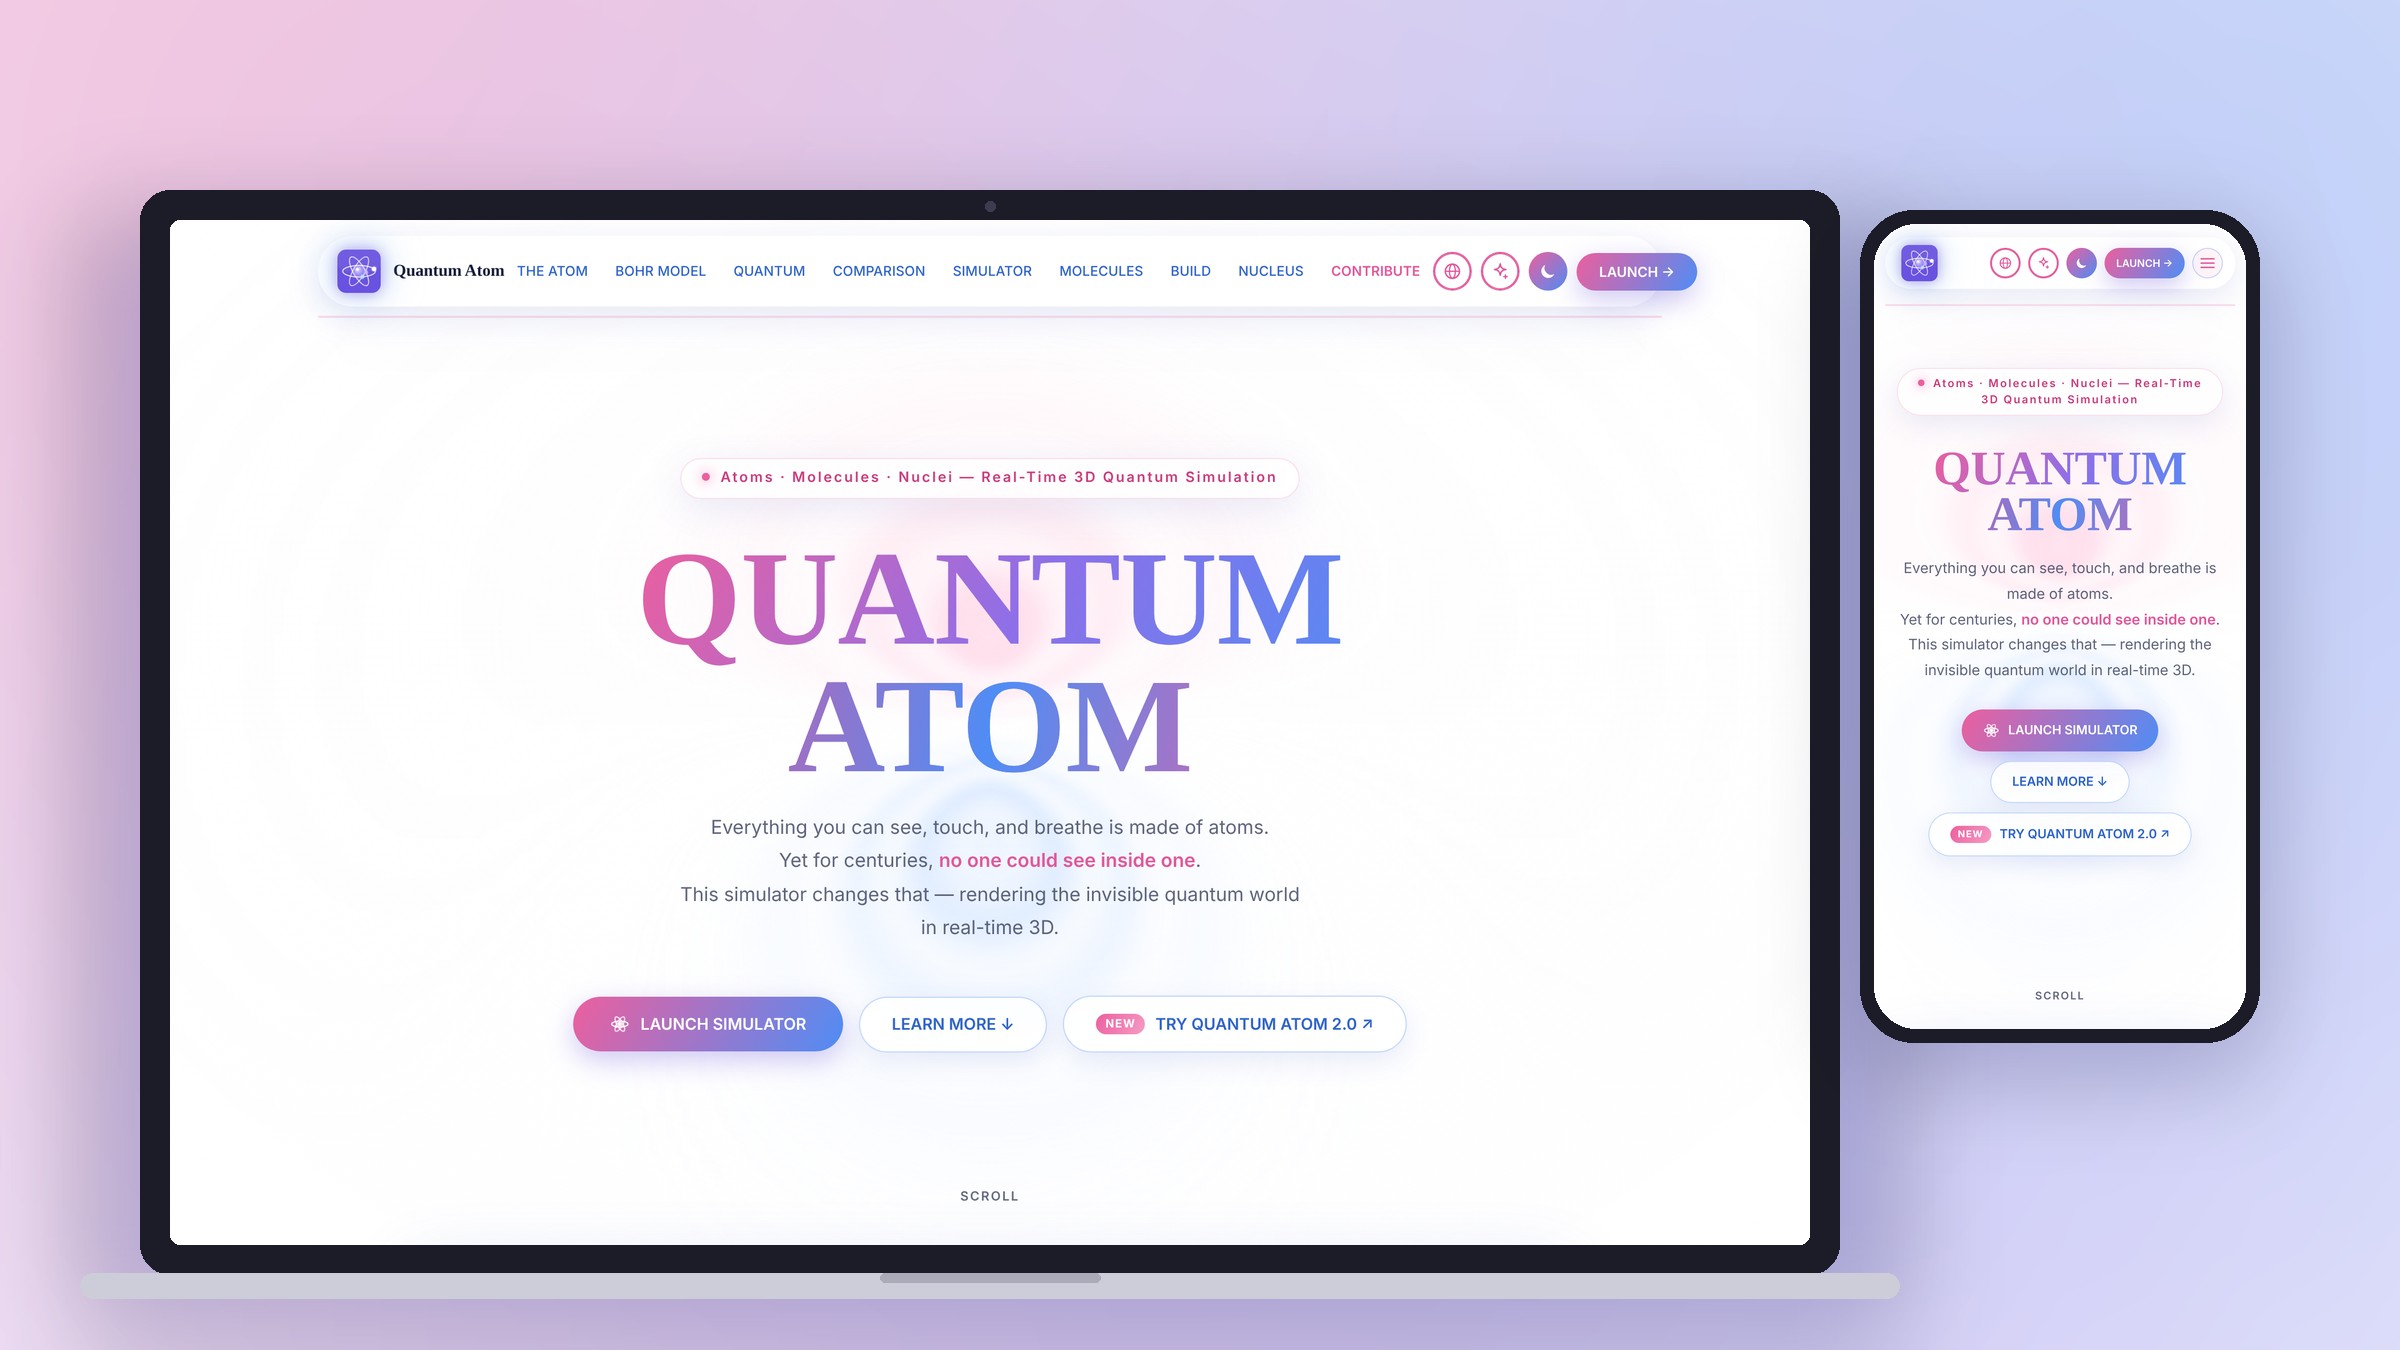 Quantum Atom THE ATOM BOHR MODEL QUANTUM COMPARISON SIMULATOR MOLECULES BUILD NUCLEUS CONTRIBUTE LAUNCH →
Atoms · Molecules · Nuclei — Real-Time 3D Quantum Simulation
QUANTUM
ATOM
Everything you can see, touch, and breathe is made of atoms.
Yet for centuries, no one could see inside one.
This simulator changes that — rendering the invisible quantum world
in real-time 3D.
LAUNCH SIMULATOR LEARN MORE ↓ NEW TRY QUANTUM ATOM 2.0 ↗
SCROLL
LAUNCH →
Atoms · Molecules · Nuclei — Real-Time
3D Quantum Simulation
QUANTUM
ATOM
Everything you can see, touch, and breathe is
made of atoms.
Yet for centuries, no one could see inside one.
This simulator changes that — rendering the
invisible quantum world in real-time 3D.
LAUNCH SIMULATOR
LEARN MORE ↓
NEW TRY QUANTUM ATOM 2.0 ↗
SCROLL